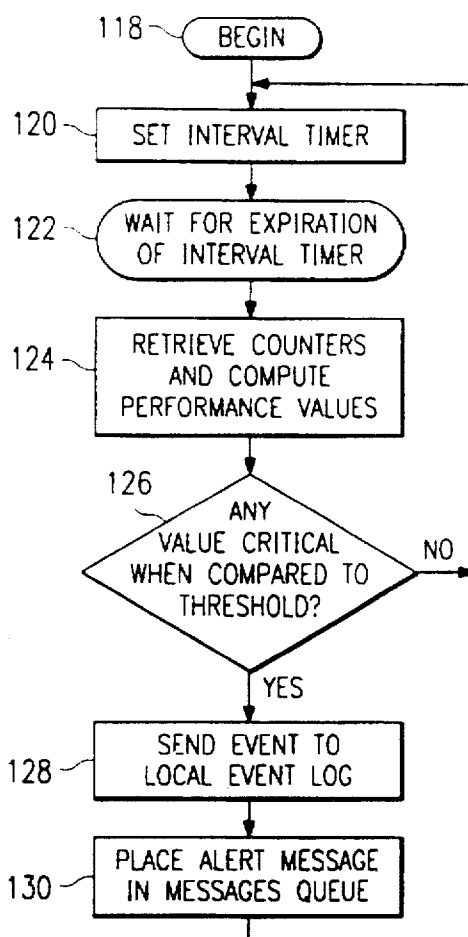 118
BEGIN
120
SET INTERVAL TIMER
122
WAIT FOR EXPIRATION
OF INTERVAL TIMER
124
RETRIEVE COUNTERS
AND COMPUTE
PERFORMANCE VALUES
126
ANY
VALUE CRITICAL
WHEN COMPARED TO
THRESHOLD?
NO
YES
128
SEND EVENT TO
LOCAL EVENT LOG
130
PLACE ALERT MESSAGE
IN MESSAGES QUEUE